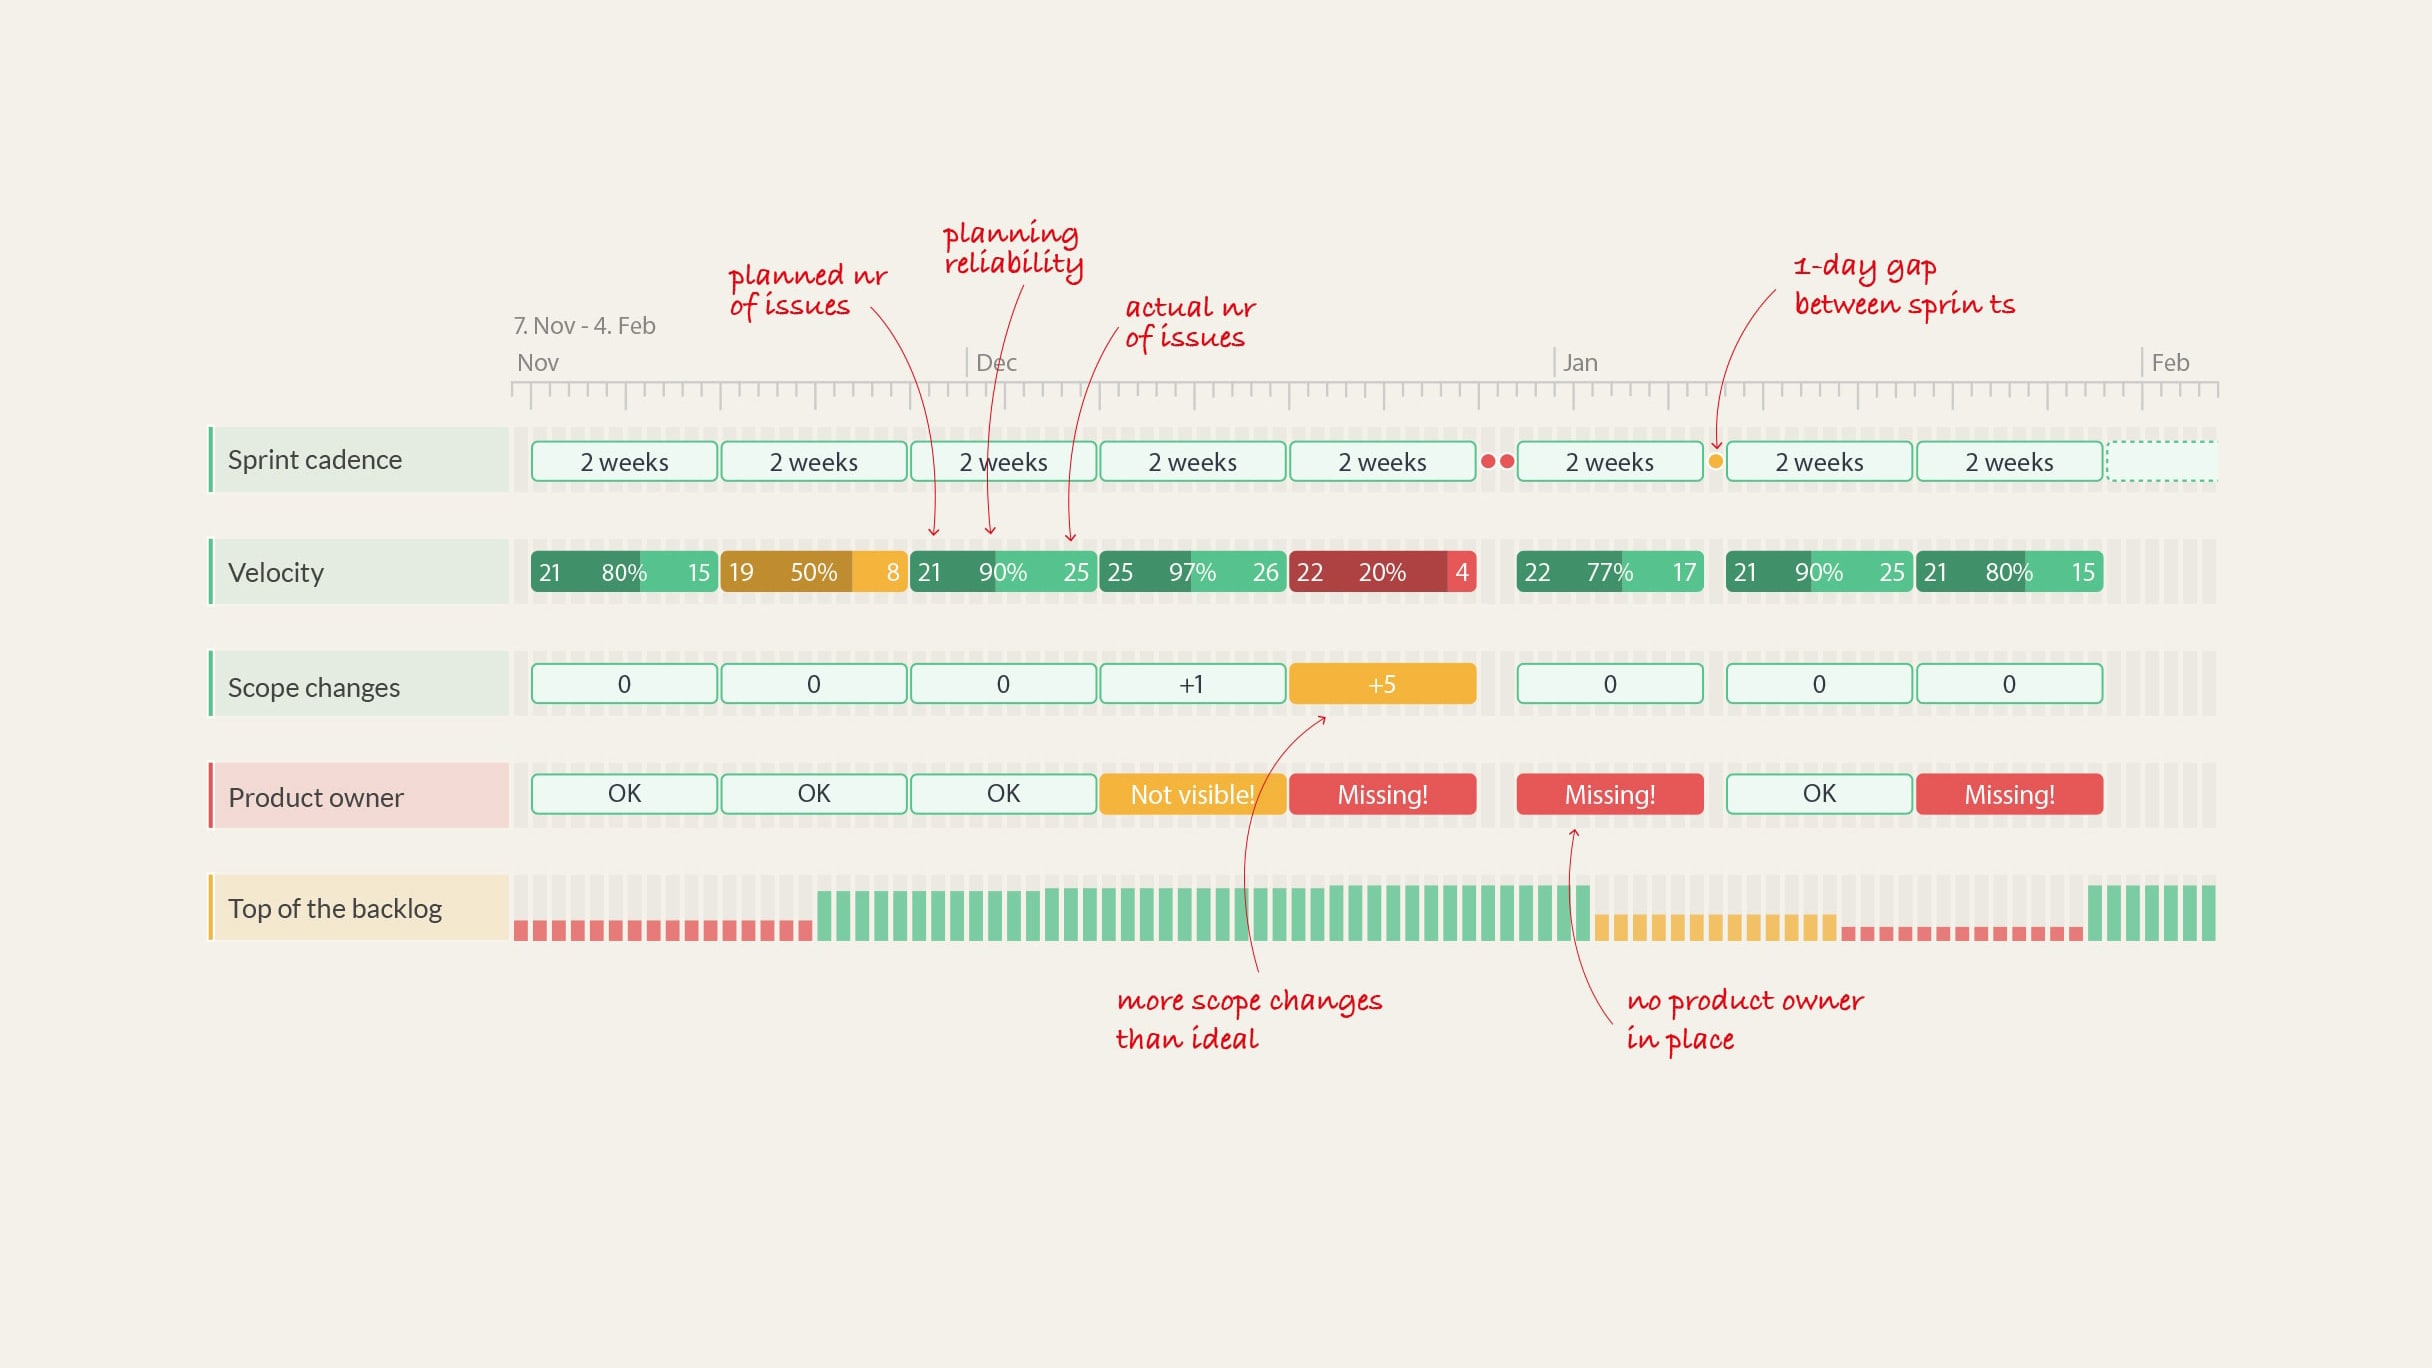 planning
reliability
planned nr
of issues
actual nr
of issues
1-day gap
between sprin ts
7. Nov - 4. Feb
Nov
Dec
Jan
Feb
Sprint cadence
2 weeks
2 weeks
2 weeks
2 weeks
2 weeks
2 weeks
2 weeks
2 weeks
Velocity
21 80% 15
19 50% 8
21 90% 25
25 97% 26
22 20% 4
22 77% 17
21 90% 25
21 80% 15
Scope changes
0
0
0
+1
+5
0
0
0
Product owner
OK
OK
OK
Not visible!
Missing!
Missing!
OK
Missing!
Top of the backlog
more scope changes
than ideal
no product owner
in place